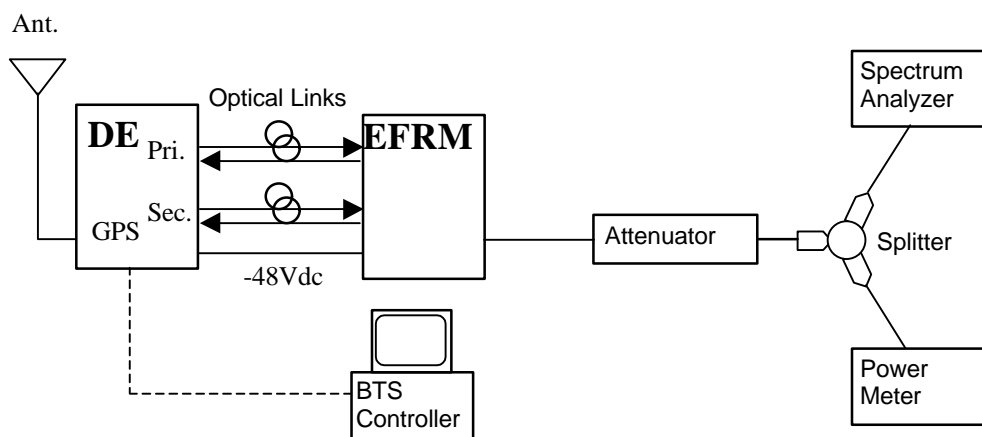 Ant.
Optical Links
DE
Pri.
EFRM
Sec.
GPS
-48Vdc
BTS
Controller
Attenuator
Splitter
Spectrum
Analyzer
Power
Meter